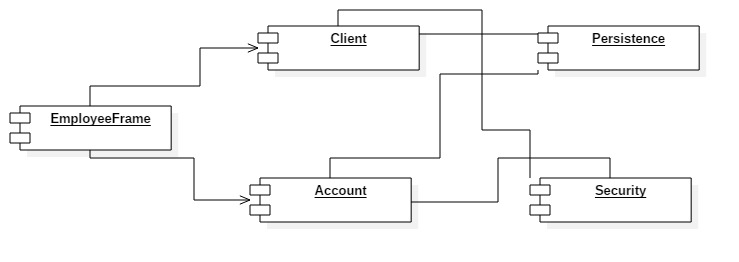 Client
Persistence
EmployeeFrame
Account
Security